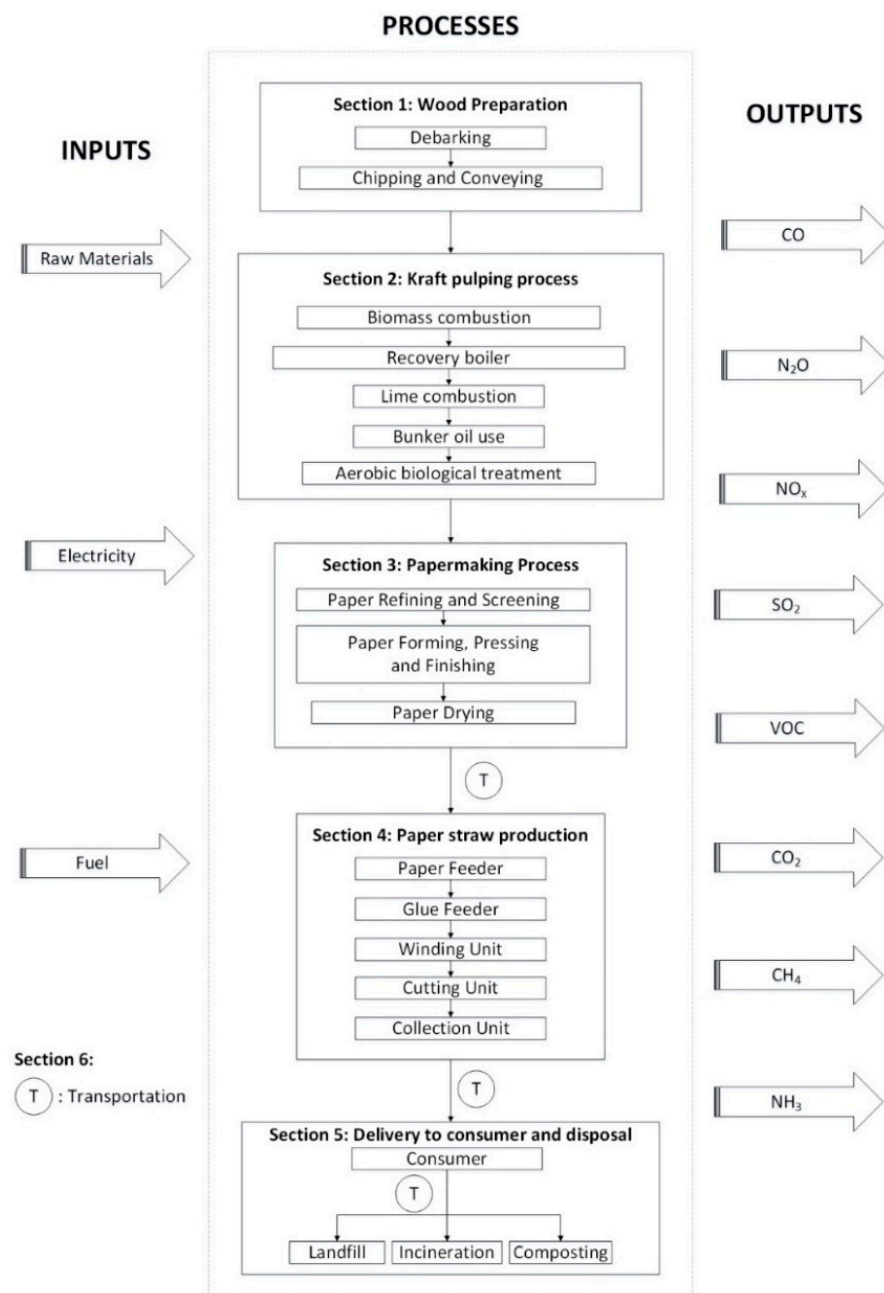 PROCESSES
INPUTS
OUTPUTS
Section 1: Wood Preparation
Debarking
Chipping and Conveying
Raw Materials
CO
Section 2: Kraft pulping process
Biomass combustion
Recovery boiler
Lime combustion
Bunker oil use
Aerobic biological treatment
N₂O
NOₓ
Electricity
Section 3: Papermaking Process
Paper Refining and Screening
Paper Forming, Pressing
and Finishing
Paper Drying
SO₂
VOC
T
Section 4: Paper straw production
Paper Feeder
Glue Feeder
Winding Unit
Cutting Unit
Collection Unit
Fuel
CO₂
CH₄
Section 6:
T : Transportation
T
NH₃
Section 5: Delivery to consumer and disposal
Consumer
T
Landfill
Incineration
Composting